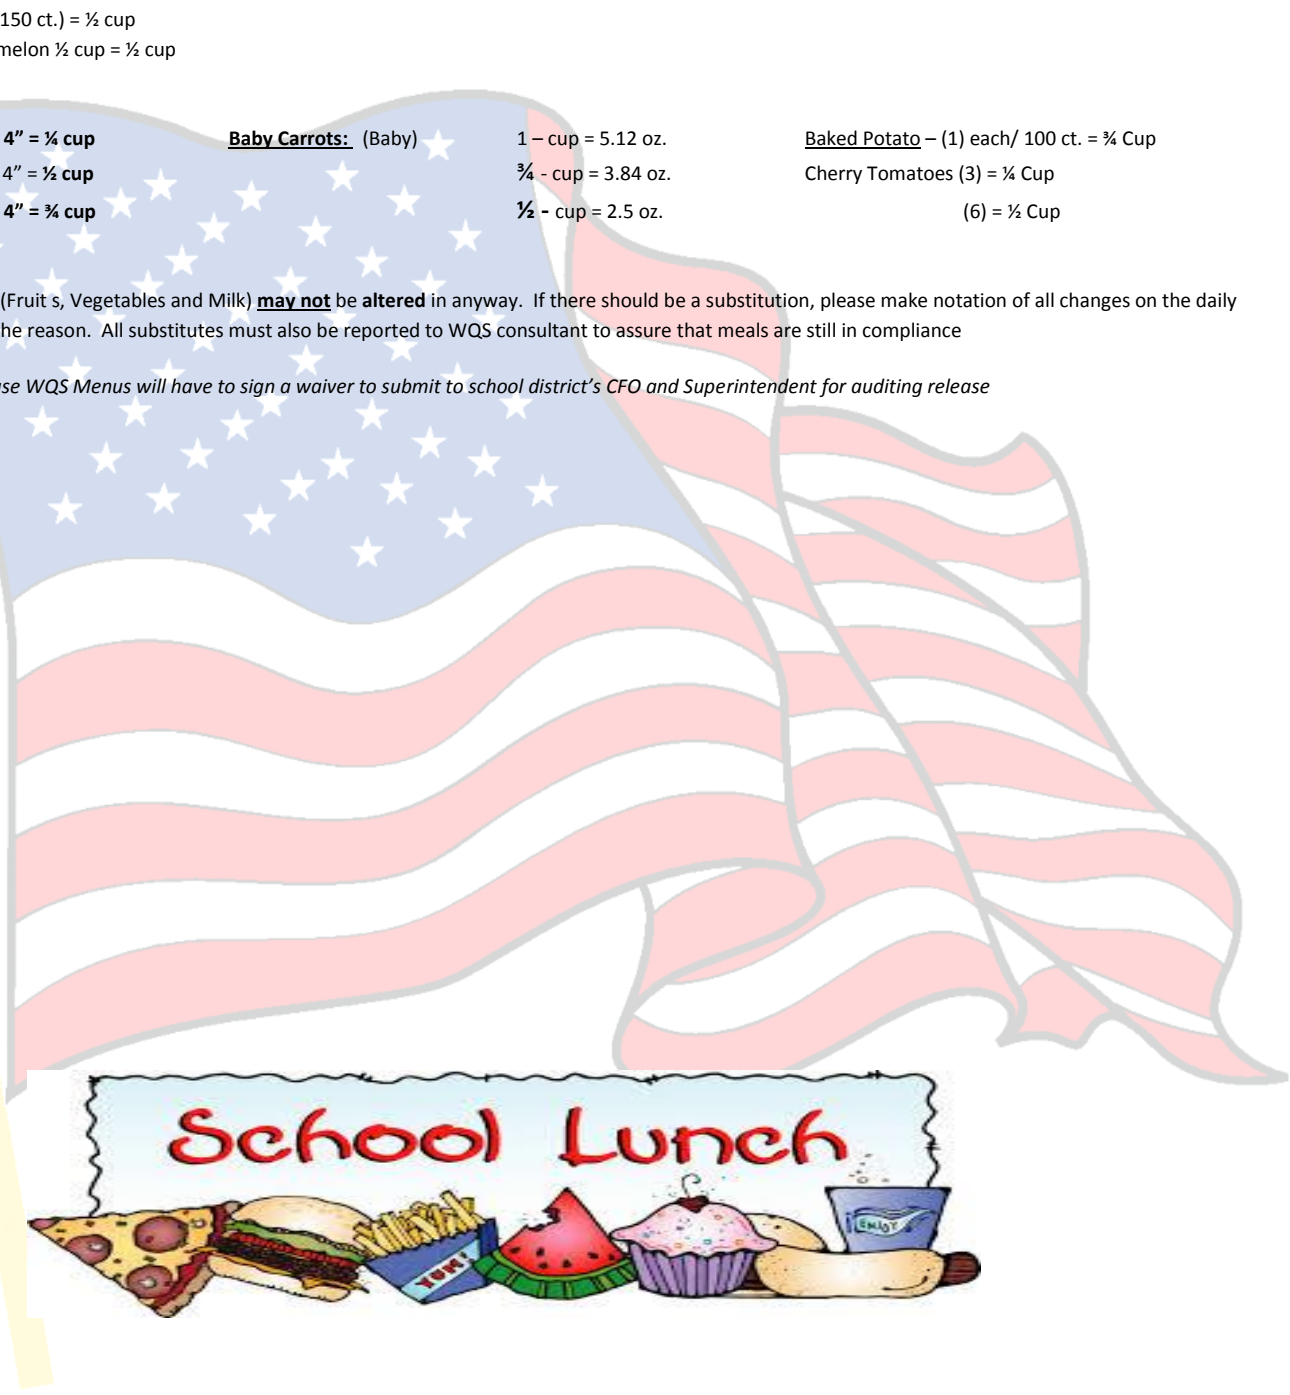 150 ct.) = ½ cup
melon ½ cup = ½ cup
4” = ¼ cup Baby Carrots: (Baby) 1 – cup = 5.12 oz. Baked Potato – (1) each/ 100 ct. = ¾ Cup
4” = ½ cup ¾ - cup = 3.84 oz. Cherry Tomatoes (3) = ¼ Cup
4” = ¾ cup ½ - cup = 2.5 oz. (6) = ½ Cup
(Fruit s, Vegetables and Milk) may not be altered in anyway. If there should be a substitution, please make notation of all changes on the daily
he reason. All substitutes must also be reported to WQS consultant to assure that meals are still in compliance
se WQS Menus will have to sign a waiver to submit to school district’s CFO and Superintendent for auditing release
School Lunch
YUM!
ENJOY